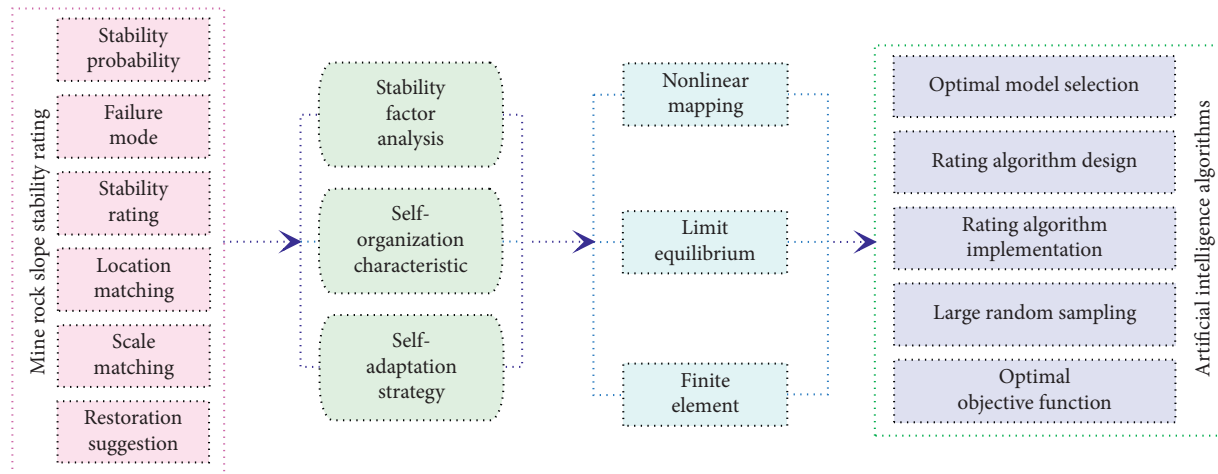 Mine rock slope stability rating
Stability
probability
Failure
mode
Stability
rating
Location
matching
Scale
matching
Restoration
suggestion
Stability
factor
analysis
Self-
organization
characteristic
Self-
adaptation
strategy
Nonlinear
mapping
Limit
equilibrium
Finite
element
Optimal model selection
Rating algorithm design
Rating algorithm
implementation
Large random sampling
Optimal
objective function
Artificial intelligence algorithms